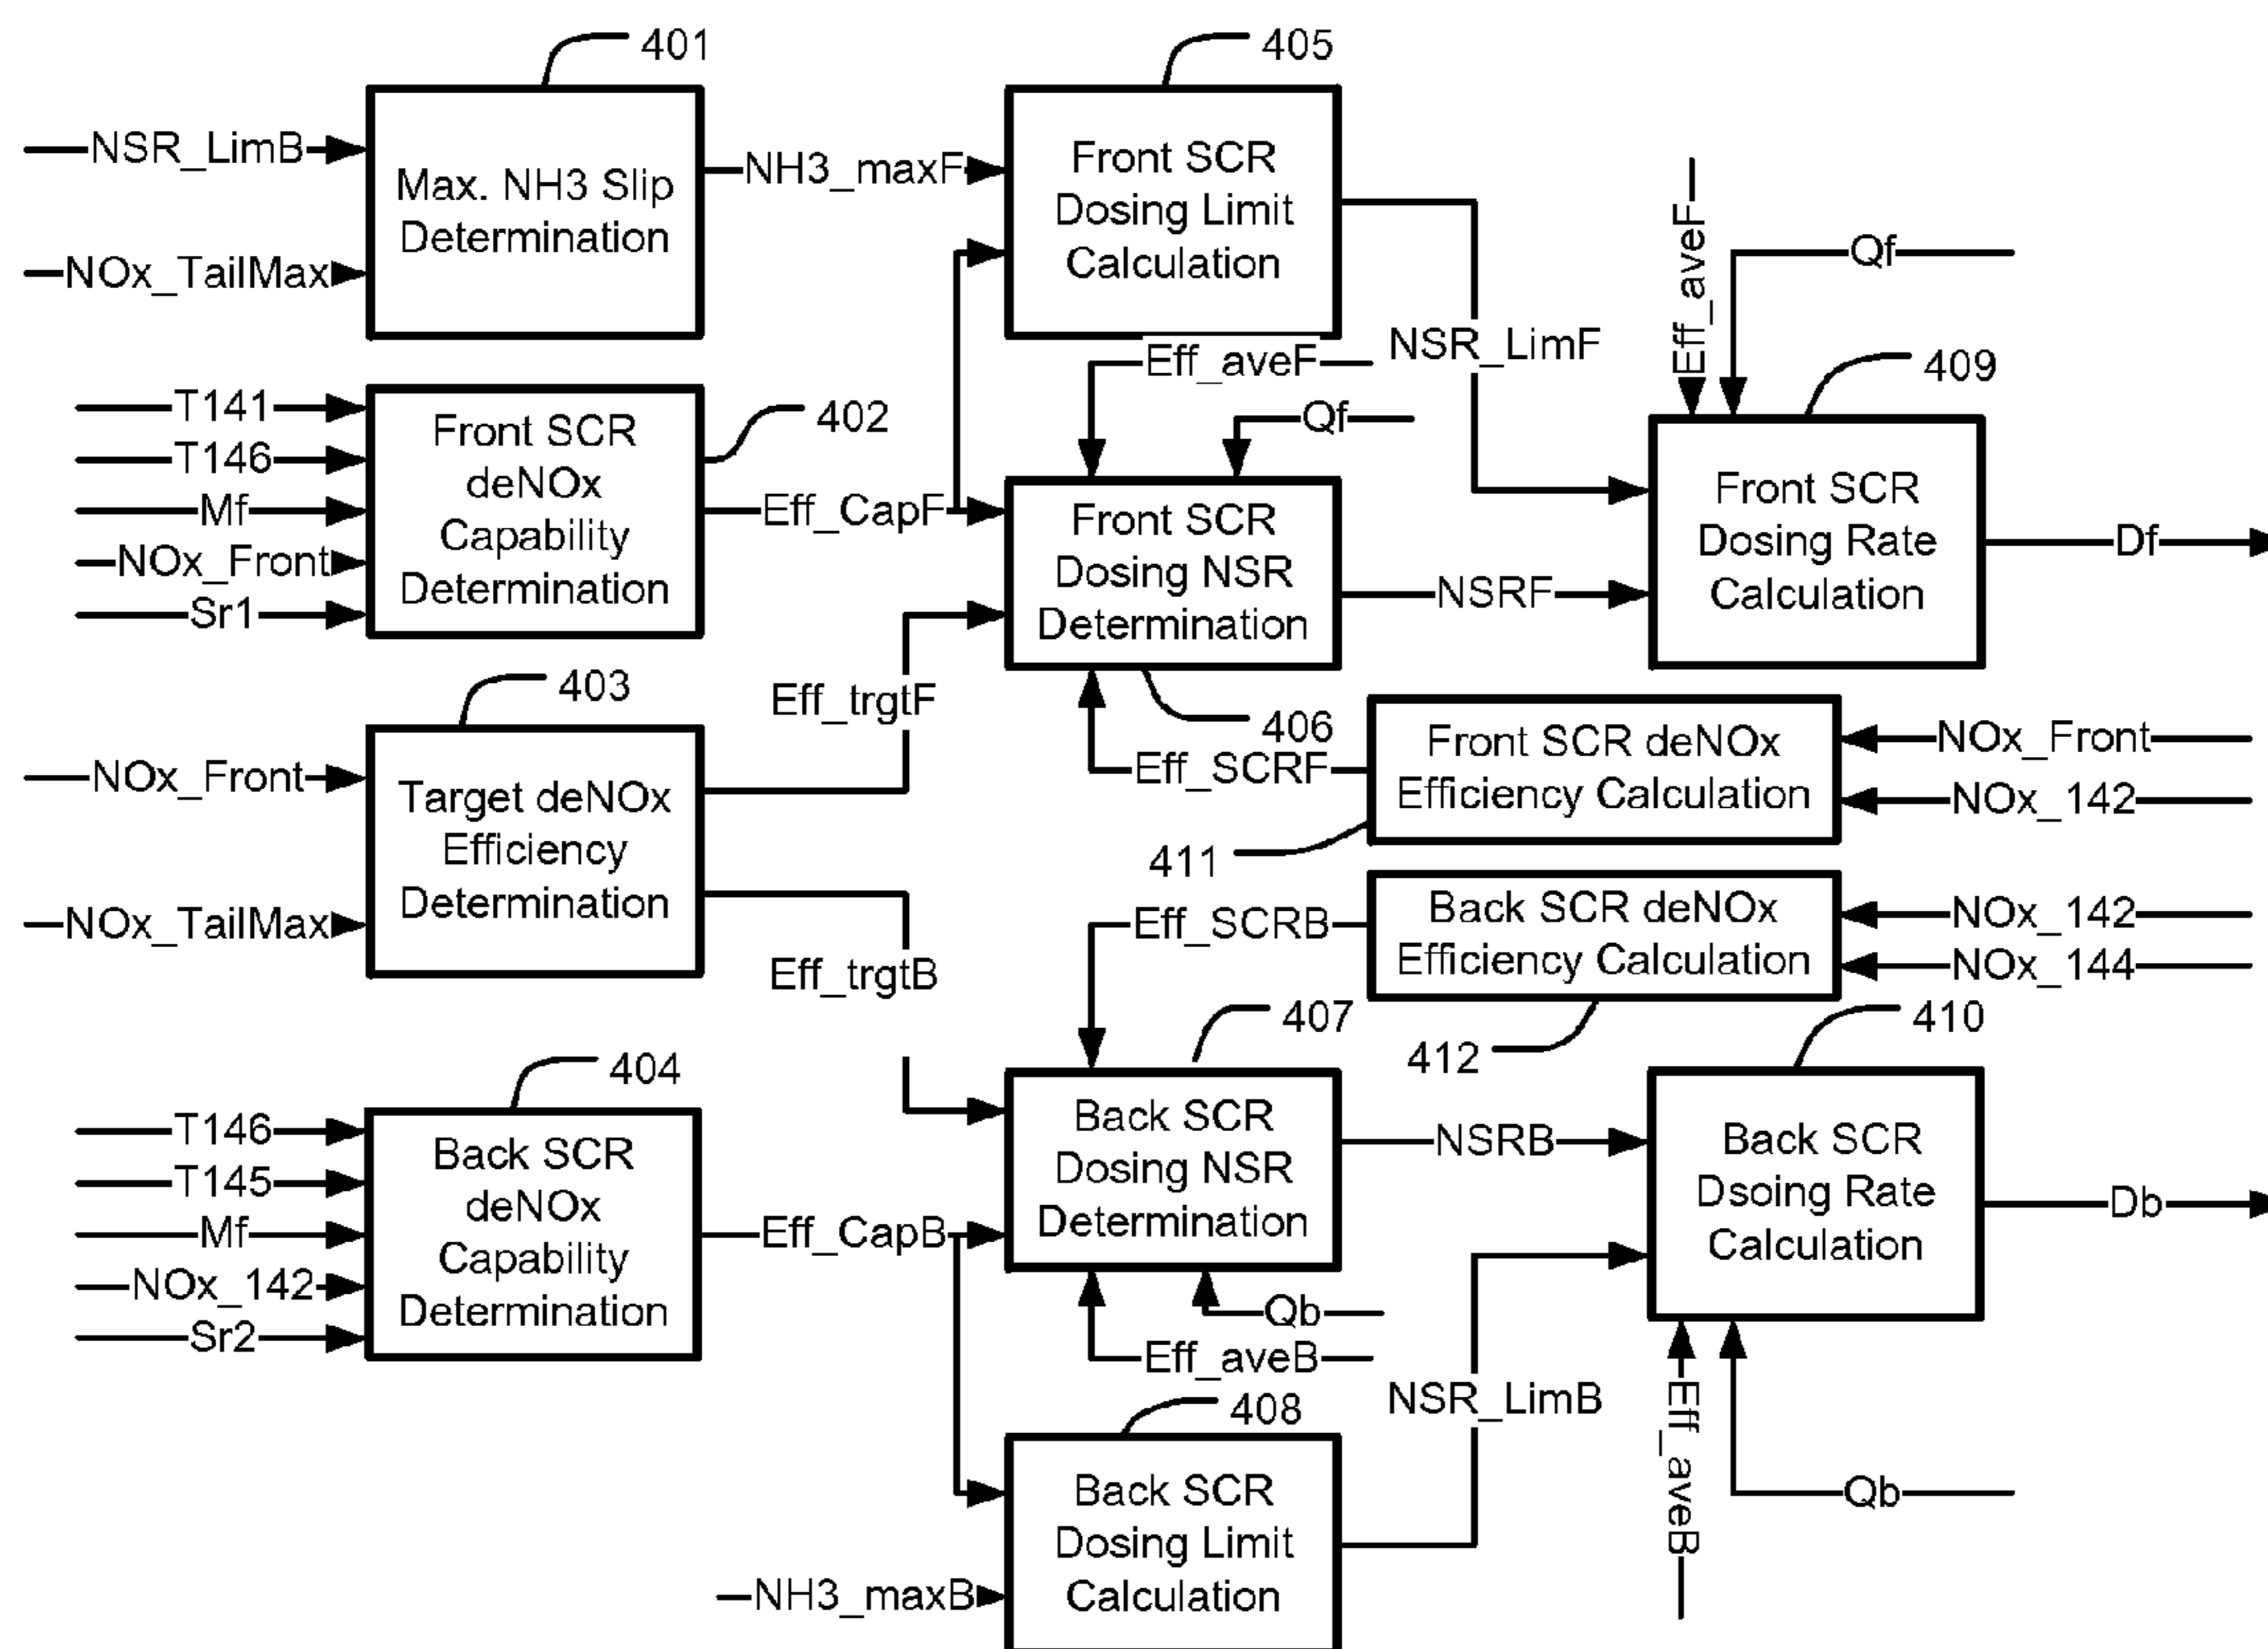 401
405
NSR_LimB
Max. NH3 Slip
Determination
NH3_maxF
Front SCR
Dosing Limit
Calculation
NOx_TailMax
Eff_aveF
Qf
T141
T146
Mf
NOx_Front
Sr1
Front SCR
deNOx
Capability
Determination
402
Eff_CapF
Eff_aveF
Qf
NSR_LimF
409
Front SCR
Dosing NSR
Determination
NSRF
Front SCR
Dosing Rate
Calculation
Df
403
Eff_trgtF
406
Eff_SCRF
Front SCR deNOx
Efficiency Calculation
NOx_Front
NOx_142
411
NOx_Front
Target deNOx
Efficiency
Determination
NOx_TailMax
Eff_trgtB
Eff_SCRB
Back SCR deNOx
Efficiency Calculation
NOx_142
NOx_144
412
407
410
404
T146
T145
Mf
NOx_142
Sr2
Back SCR
deNOx
Capability
Determination
Eff_CapB
Back SCR
Dosing NSR
Determination
NSRB
Back SCR
Dsoing Rate
Calculation
Db
Qb
Eff_aveB
408
NSR_LimB
Eff_aveB
Qb
Back SCR
Dosing Limit
Calculation
NH3_maxB